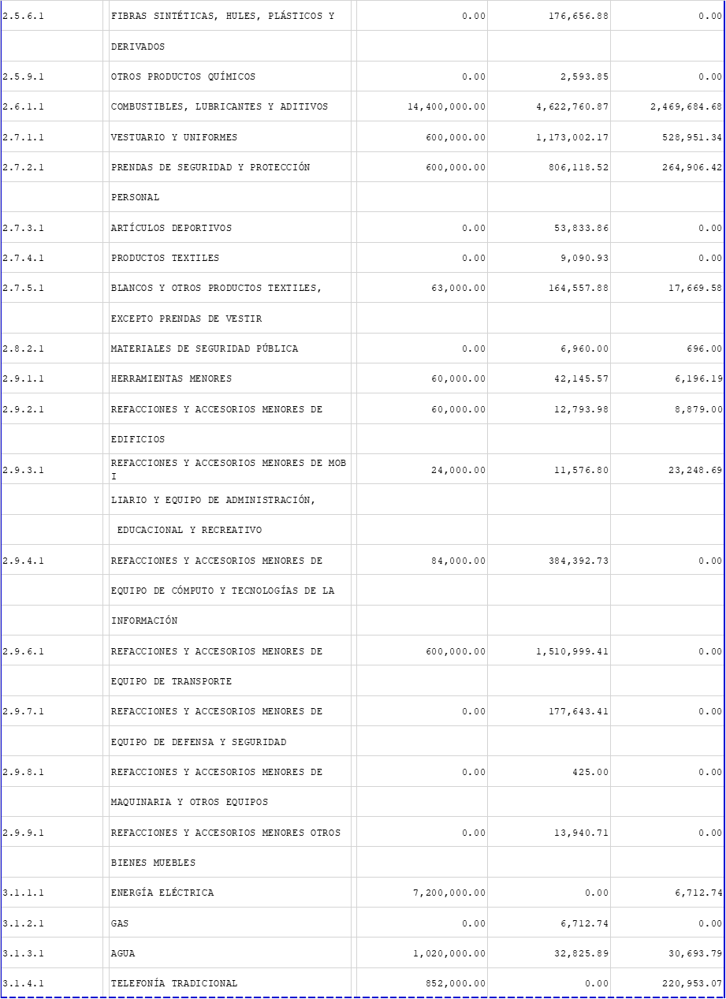 2.5.6.1 FIBRAS SINTÉTICAS, HULES, PLÁSTICOS Y 0.00 176,656.88 0.00
DERIVADOS
2.5.9.1 OTROS PRODUCTOS QUÍMICOS 0.00 2,593.85 0.00
2.6.1.1 COMBUSTIBLES, LUBRICANTES Y ADITIVOS 14,400,000.00 4,622,760.87 2,469,684.68
2.7.1.1 VESTUARIO Y UNIFORMES 600,000.00 1,173,002.17 528,951.34
2.7.2.1 PRENDAS DE SEGURIDAD Y PROTECCIÓN 600,000.00 806,118.52 264,906.42
PERSONAL
2.7.3.1 ARTÍCULOS DEPORTIVOS 0.00 53,833.86 0.00
2.7.4.1 PRODUCTOS TEXTILES 0.00 9,090.93 0.00
2.7.5.1 BLANCOS Y OTROS PRODUCTOS TEXTILES, 63,000.00 164,557.88 17,669.58
EXCEPTO PRENDAS DE VESTIR
2.8.2.1 MATERIALES DE SEGURIDAD PÚBLICA 0.00 6,960.00 696.00
2.9.1.1 HERRAMIENTAS MENORES 60,000.00 42,145.57 6,196.19
2.9.2.1 REFACCIONES Y ACCESORIOS MENORES DE 60,000.00 12,793.98 8,879.00
EDIFICIOS
2.9.3.1 REFACCIONES Y ACCESORIOS MENORES DE MOB 24,000.00 11,576.80 23,248.69
I
LIARIO Y EQUIPO DE ADMINISTRACIÓN,
EDUCACIONAL Y RECREATIVO
2.9.4.1 REFACCIONES Y ACCESORIOS MENORES DE 84,000.00 384,392.73 0.00
EQUIPO DE CÓMPUTO Y TECNOLOGÍAS DE LA
INFORMACIÓN
2.9.6.1 REFACCIONES Y ACCESORIOS MENORES DE 600,000.00 1,510,999.41 0.00
EQUIPO DE TRANSPORTE
2.9.7.1 REFACCIONES Y ACCESORIOS MENORES DE 0.00 177,643.41 0.00
EQUIPO DE DEFENSA Y SEGURIDAD
2.9.8.1 REFACCIONES Y ACCESORIOS MENORES DE 0.00 425.00 0.00
MAQUINARIA Y OTROS EQUIPOS
2.9.9.1 REFACCIONES Y ACCESORIOS MENORES OTROS 0.00 13,940.71 0.00
BIENES MUEBLES
3.1.1.1 ENERGÍA ELÉCTRICA 7,200,000.00 0.00 6,712.74
3.1.2.1 GAS 0.00 6,712.74 0.00
3.1.3.1 AGUA 1,020,000.00 32,825.89 30,693.79
3.1.4.1 TELEFONÍA TRADICIONAL 852,000.00 0.00 220,953.07